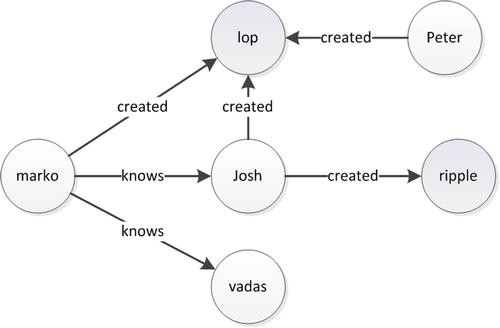 lop
created
Peter
created
created
marko
knows
Josh
created
ripple
knows
vadas